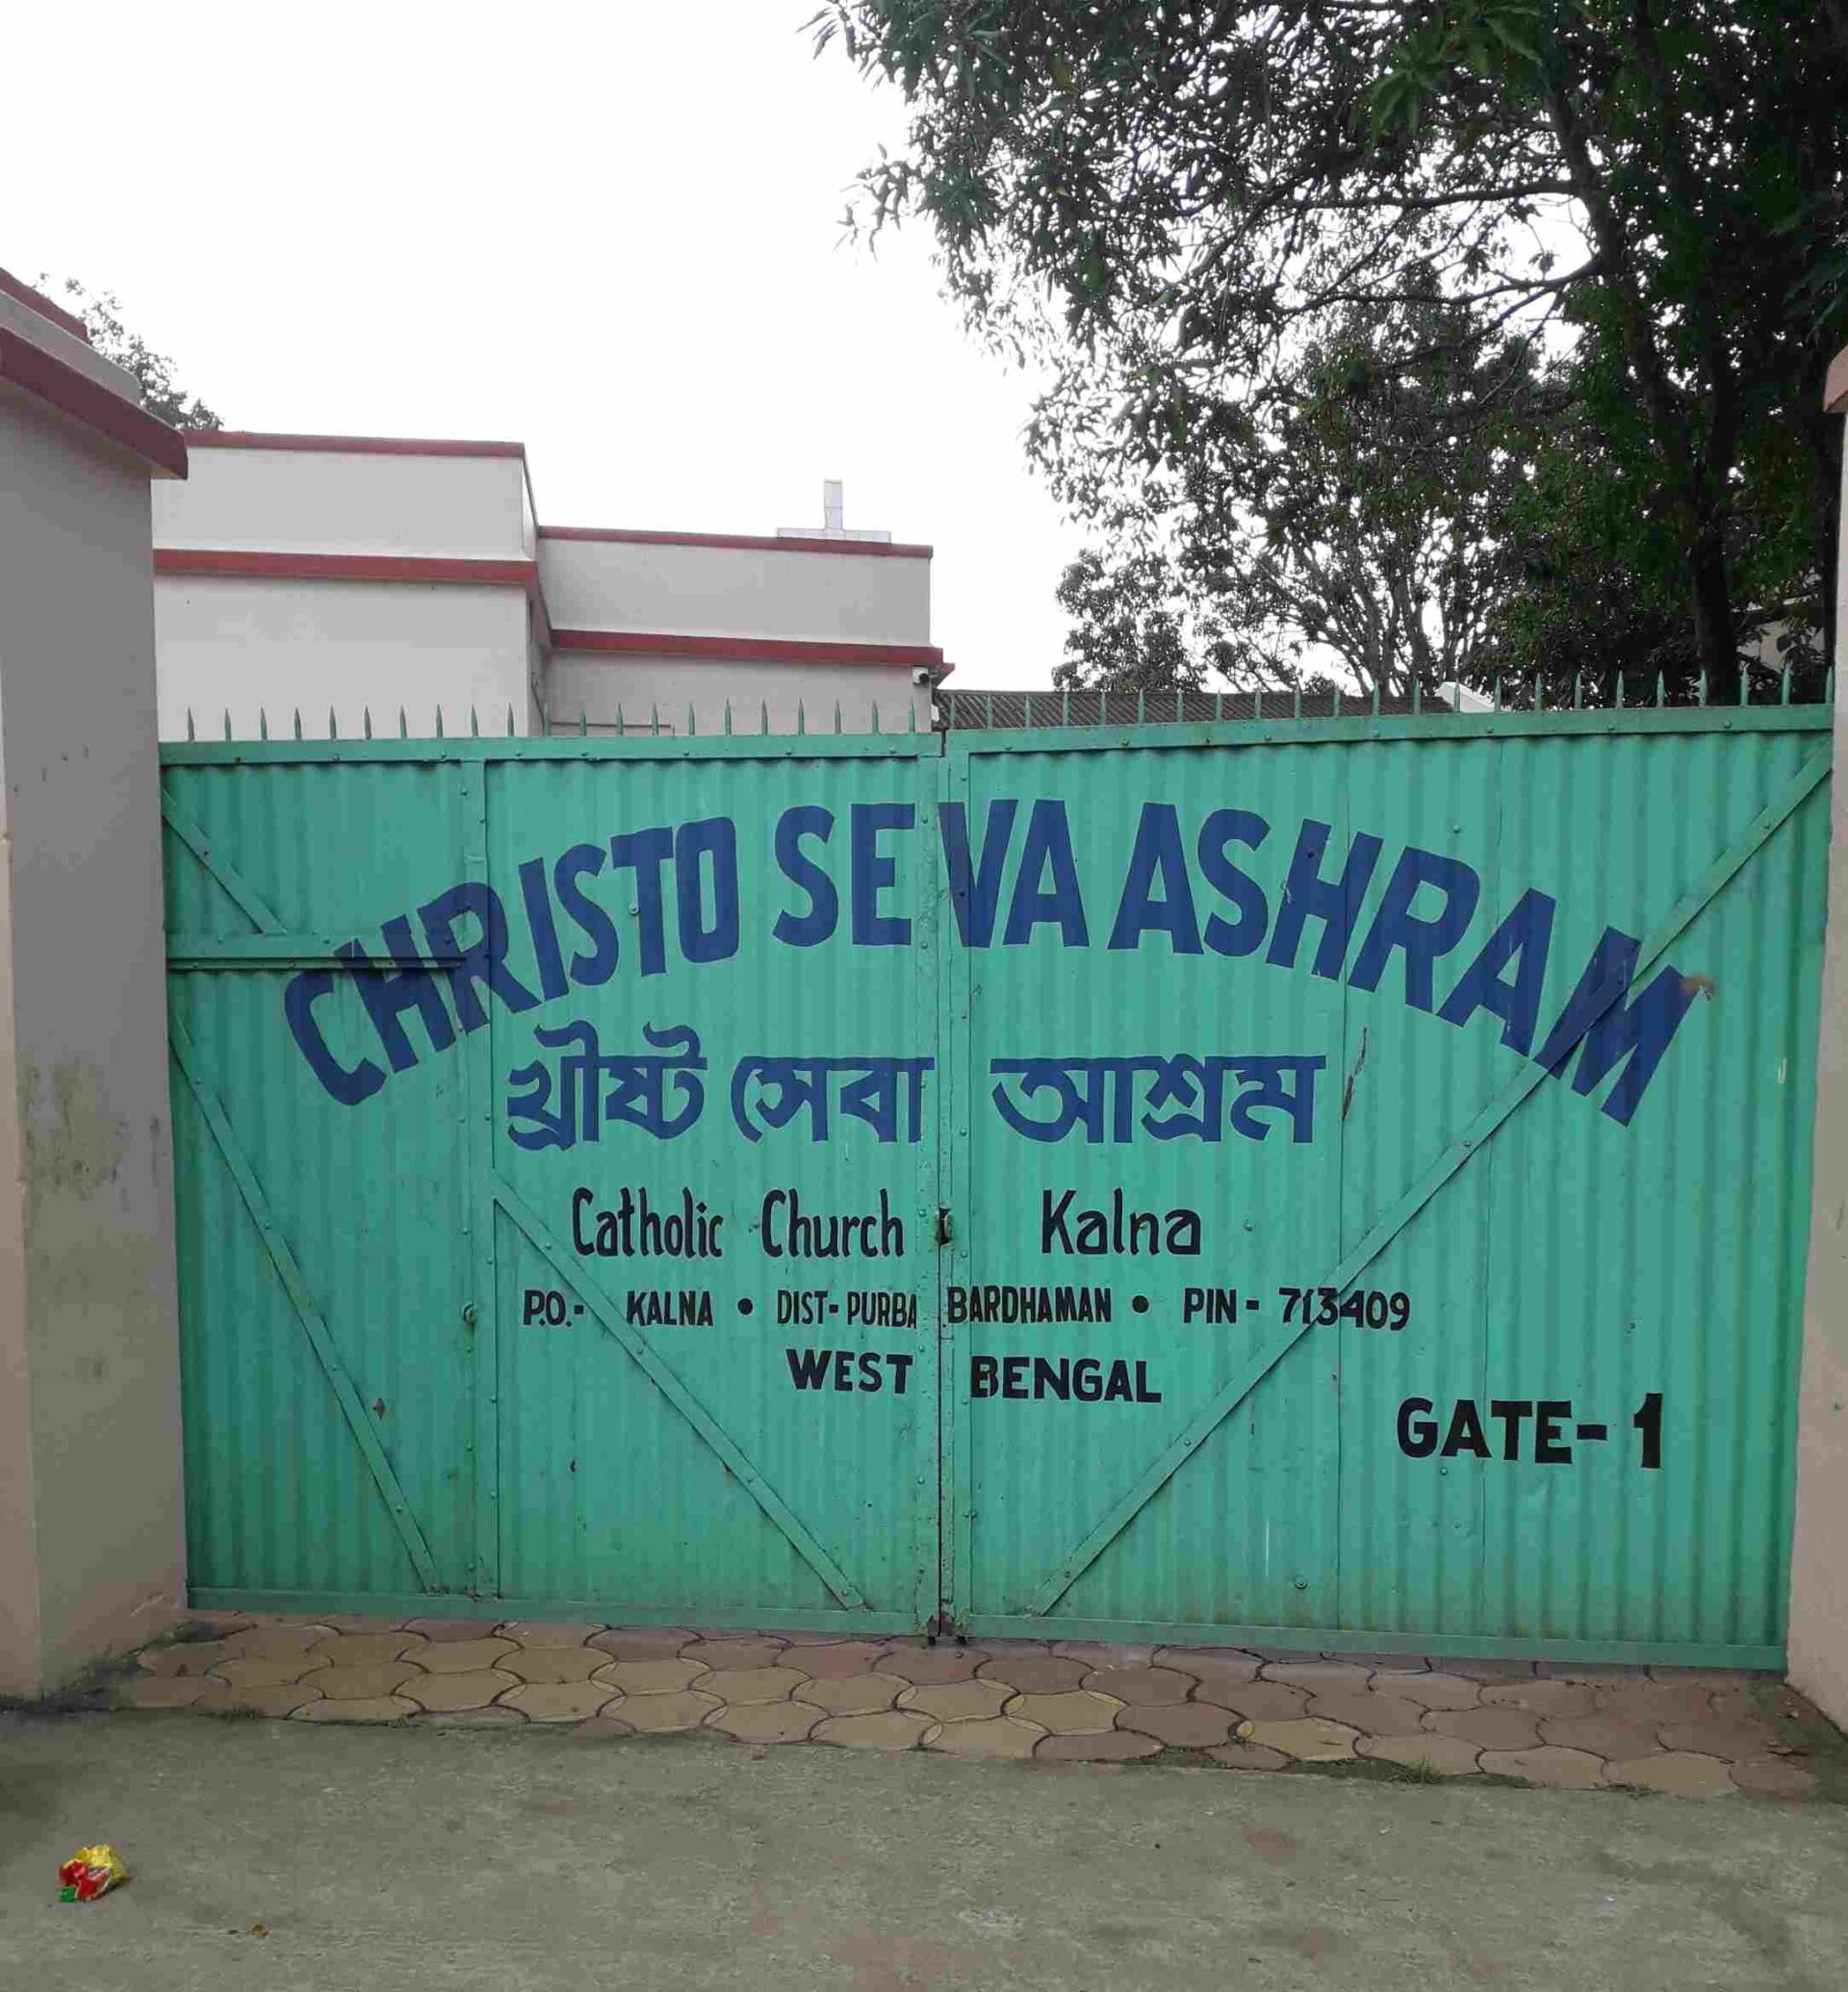 CHRISTO SEVA ASHRAM
খ্রীষ্ট সেবা আশ্রম
Catholic Church Kalna
P.O.- KALNA • DIST- PURBA BARDHAMAN • PIN - 713409
WEST BENGAL
GATE- 1